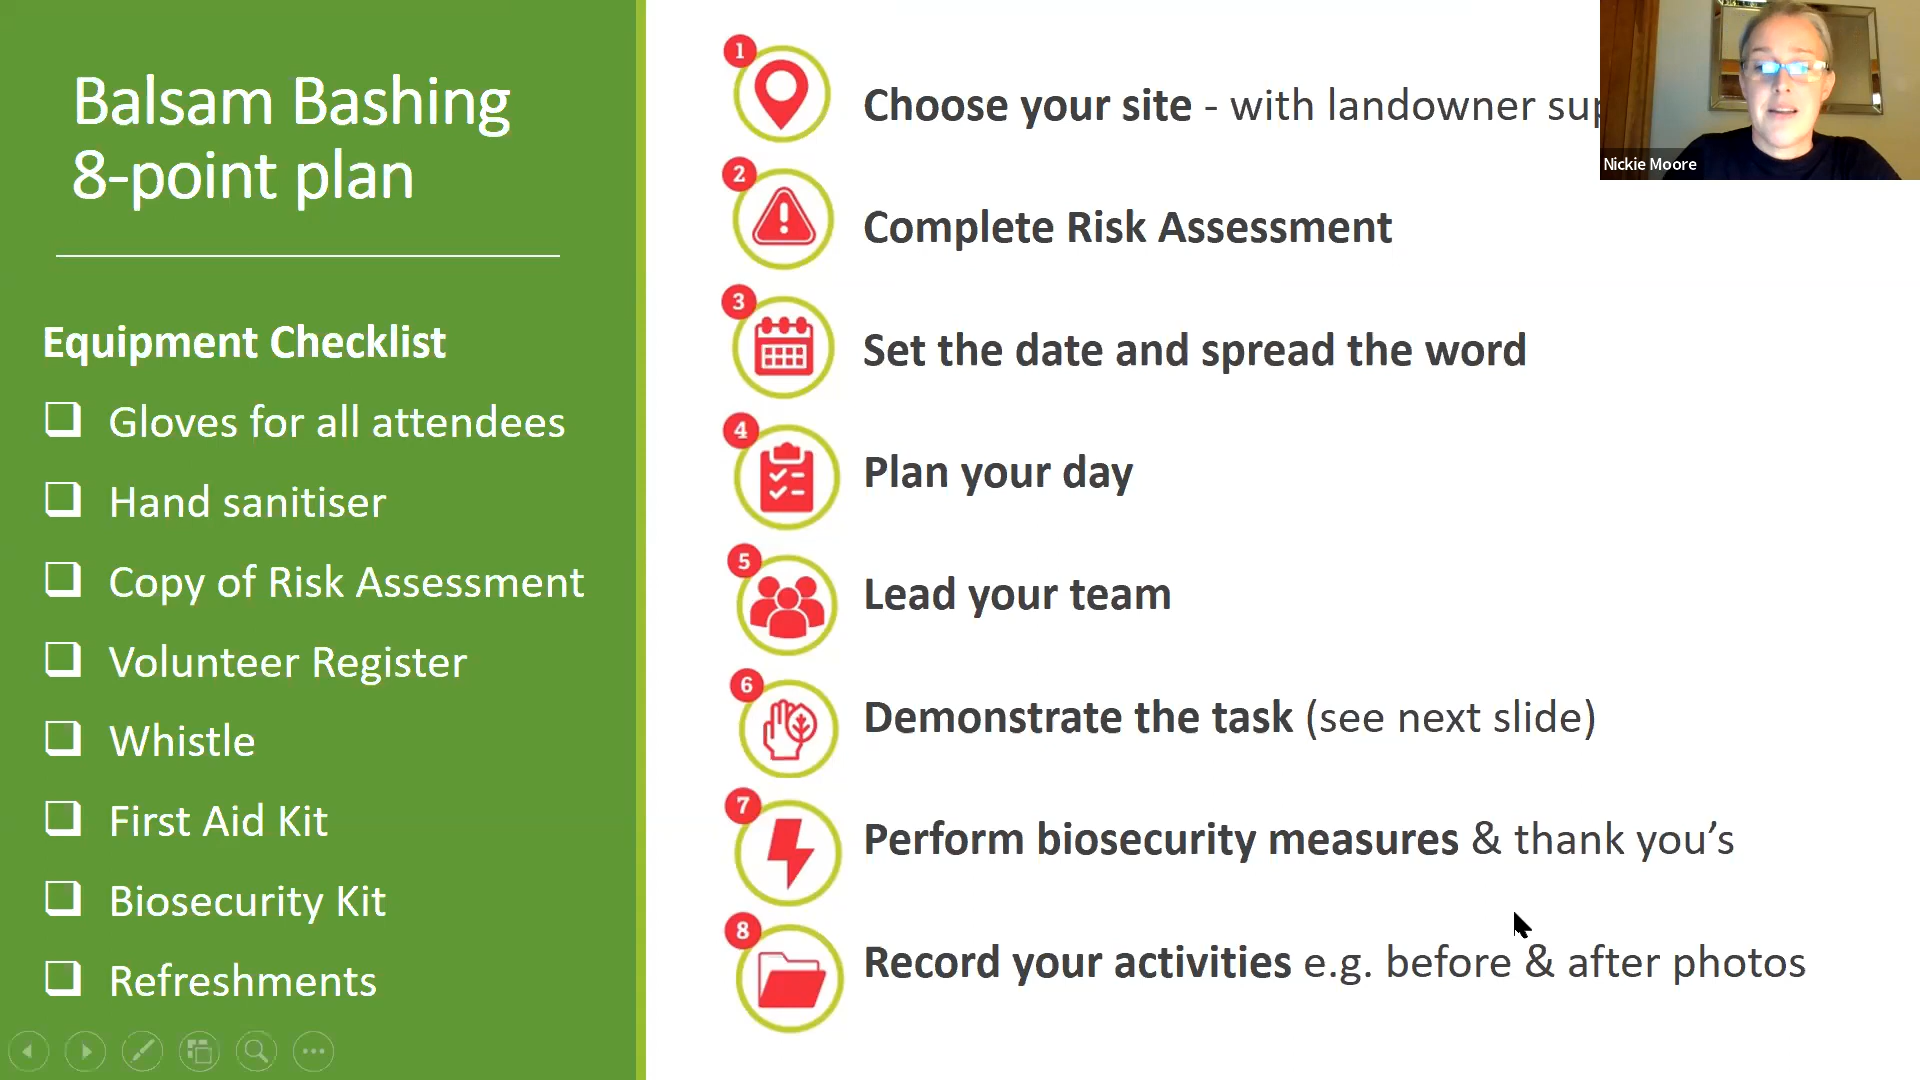 Balsam Bashing
8-point plan
Equipment Checklist
Gloves for all attendees
Hand sanitiser
Copy of Risk Assessment
Volunteer Register
Whistle
First Aid Kit
Biosecurity Kit
Refreshments
1
Choose your site - with landowner
2
Complete Risk Assessment
3
Set the date and spread the word
4
Plan your day
5
Lead your team
6
Demonstrate the task (see next slide)
7
Perform biosecurity measures & thank you’s
8
Record your activities e.g. before & after photos
Nickie Moore